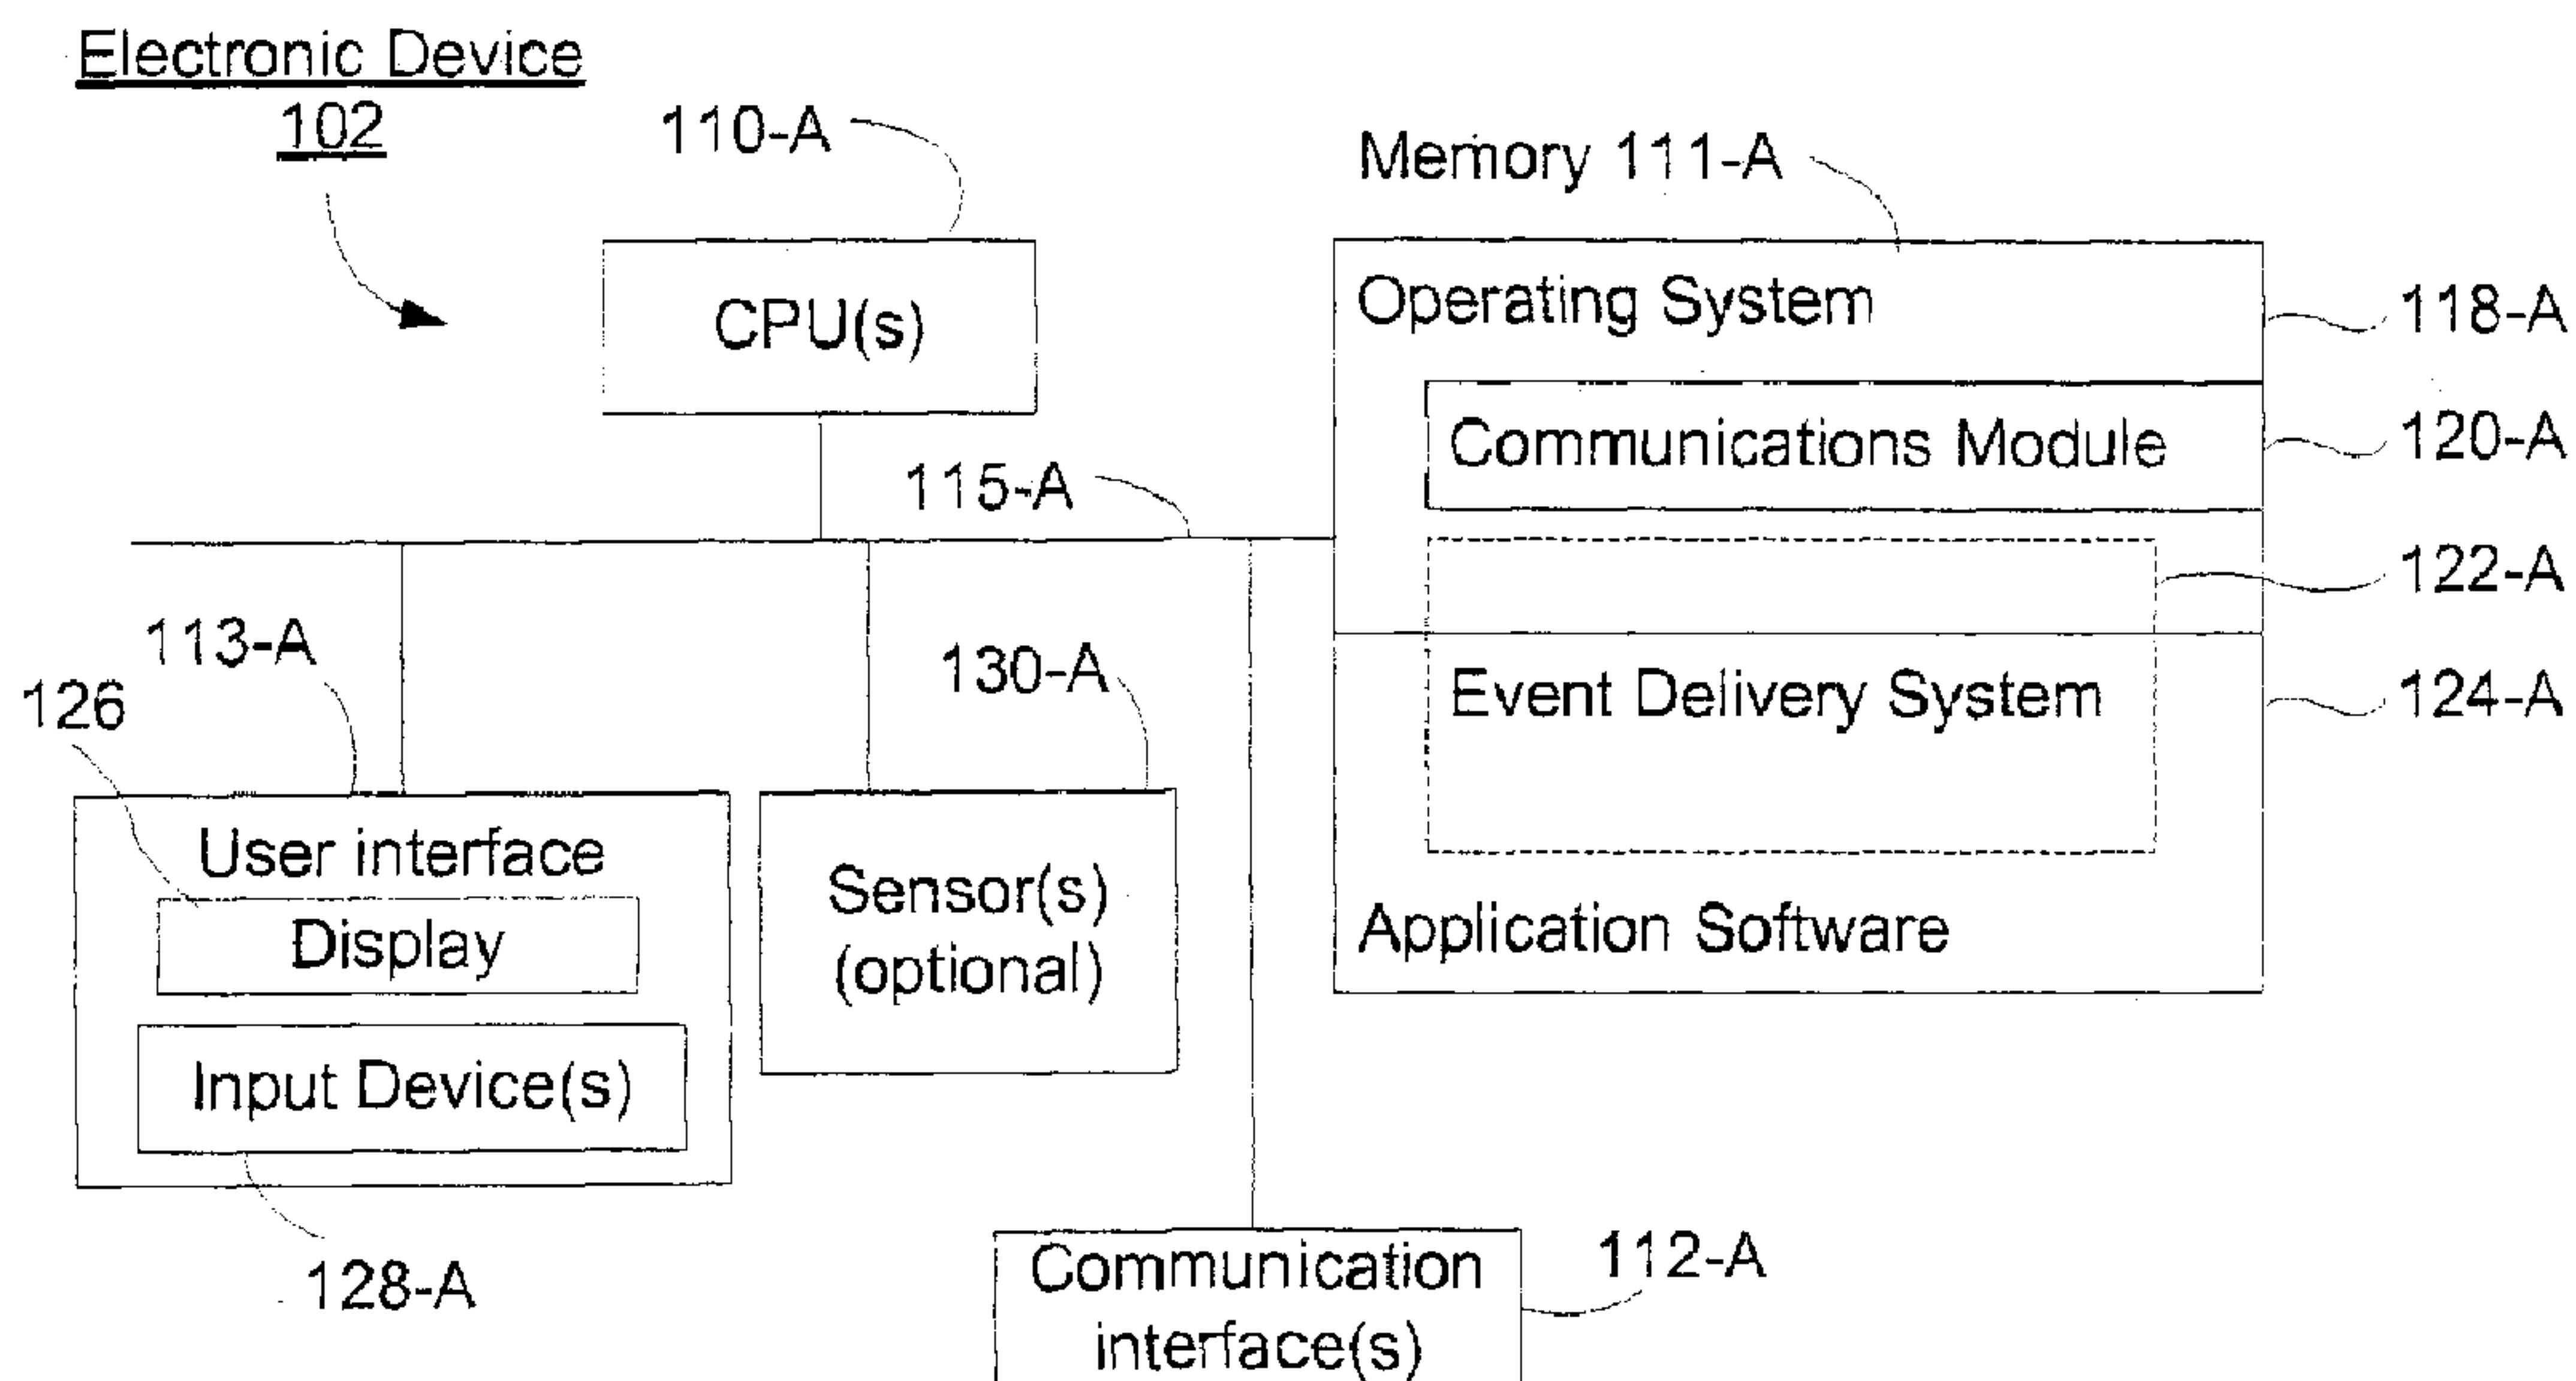 Electronic Device
102
110-A
Memory 111-A
CPU(s)
Operating System
118-A
Communications Module
120-A
115-A
122-A
113-A
130-A
Event Delivery System
124-A
126
User interface
Display
Sensor(s)
(optional)
Application Software
Input Device(s)
128-A
Communication
interface(s)
112-A